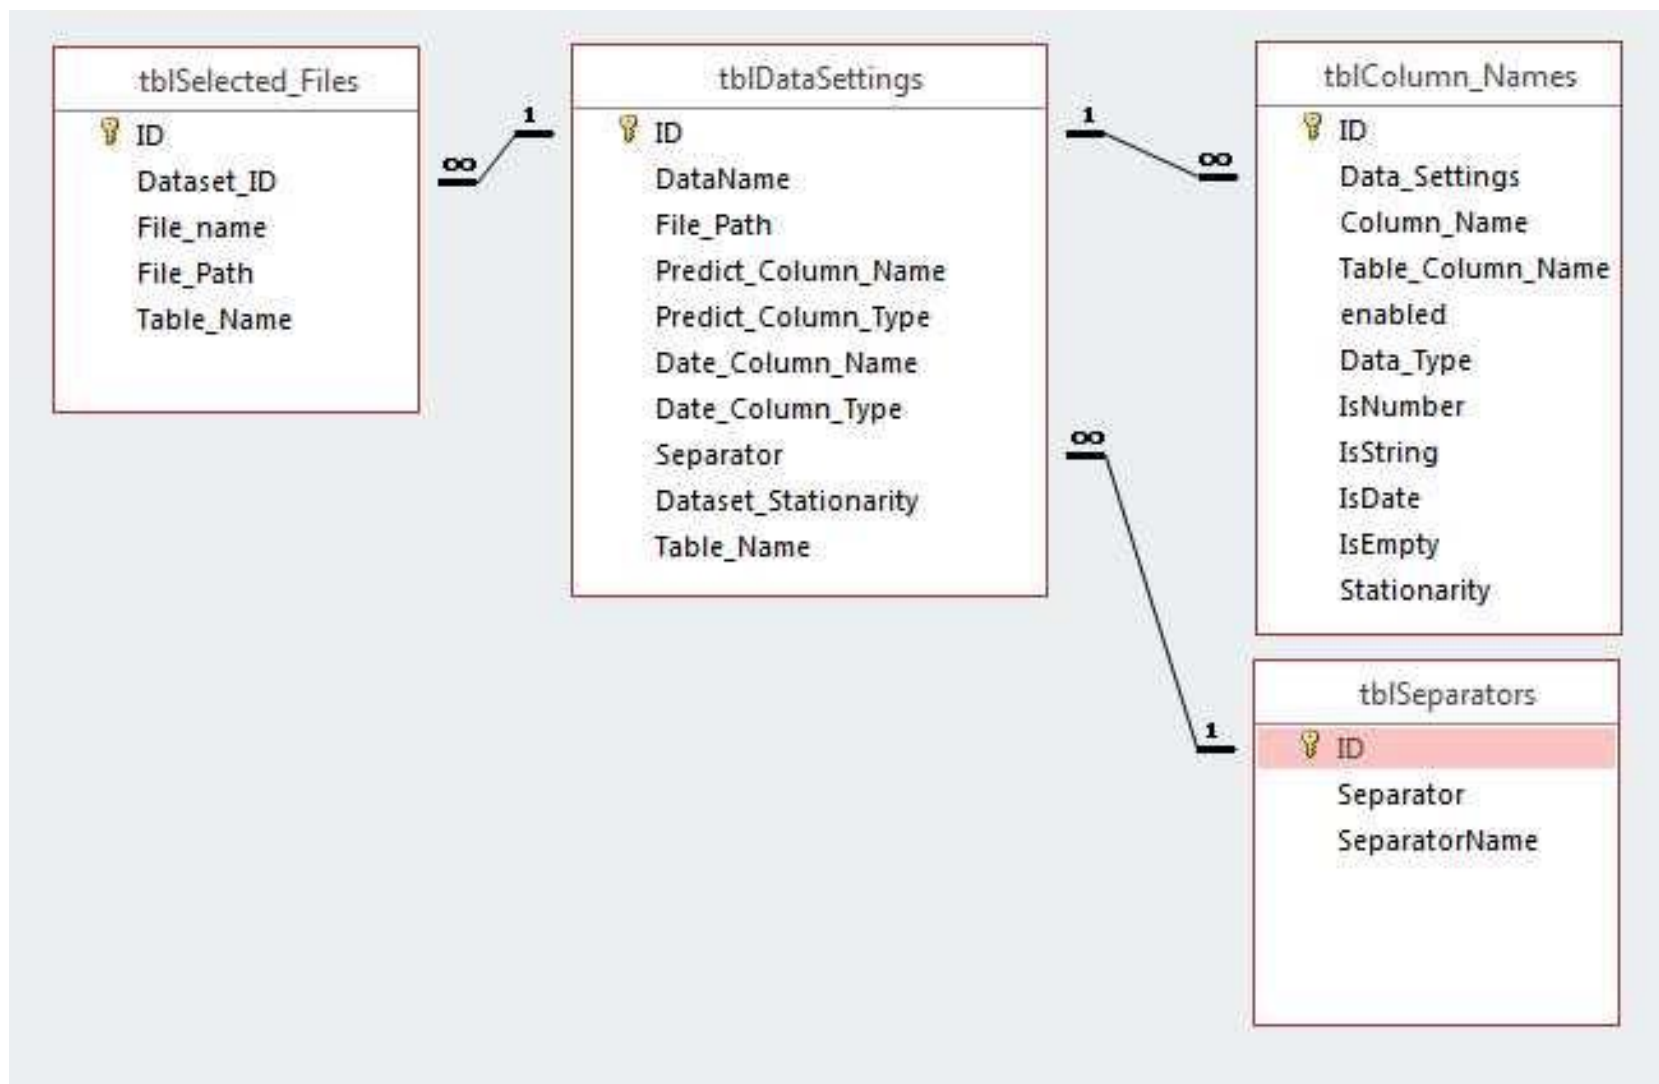 tblSelected_Files
ID
Dataset_ID
File_name
File_Path
Table_Name
1
∞
tblDataSettings
ID
DataName
File_Path
Predict_Column_Name
Predict_Column_Type
Date_Column_Name
Date_Column_Type
Separator
Dataset_Stationarity
Table_Name
1
∞
∞
1
tblColumn_Names
ID
Data_Settings
Column_Name
Table_Column_Name
enabled
Data_Type
IsNumber
IsString
IsDate
IsEmpty
Stationarity
tblSeparators
ID
Separator
SeparatorName